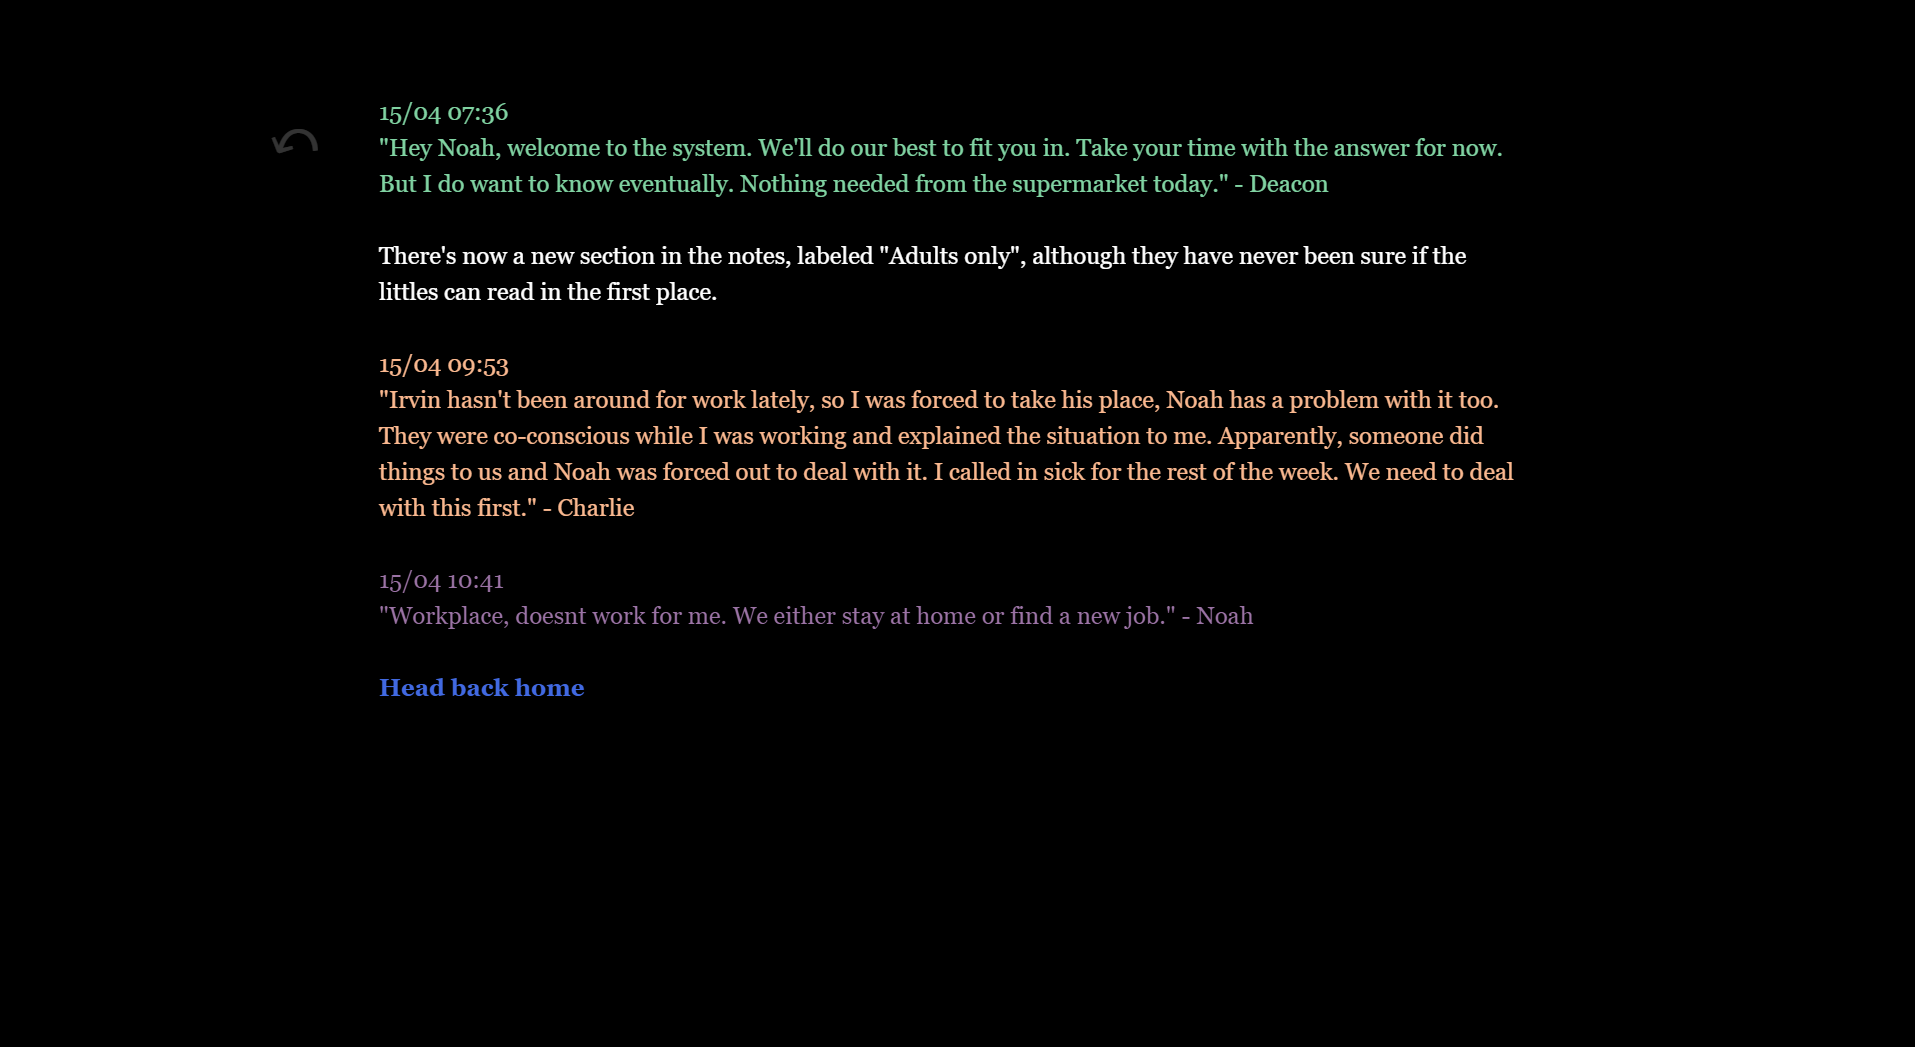 15/04 07:36
"Hey Noah, welcome to the system. We'll do our best to fit you in. Take your time with the answer for now.
But I do want to know eventually. Nothing needed from the supermarket today." - Deacon
There's now a new section in the notes, labeled "Adults only", although they have never been sure if the
littles can read in the first place.
15/04 09:53
"Irvin hasn't been around for work lately, so I was forced to take his place, Noah has a problem with it too.
They were co-conscious while I was working and explained the situation to me. Apparently, someone did
things to us and Noah was forced out to deal with it. I called in sick for the rest of the week. We need to deal
with this first." - Charlie
15/04 10:41
"Workplace, doesnt work for me. We either stay at home or find a new job." - Noah
Head back home